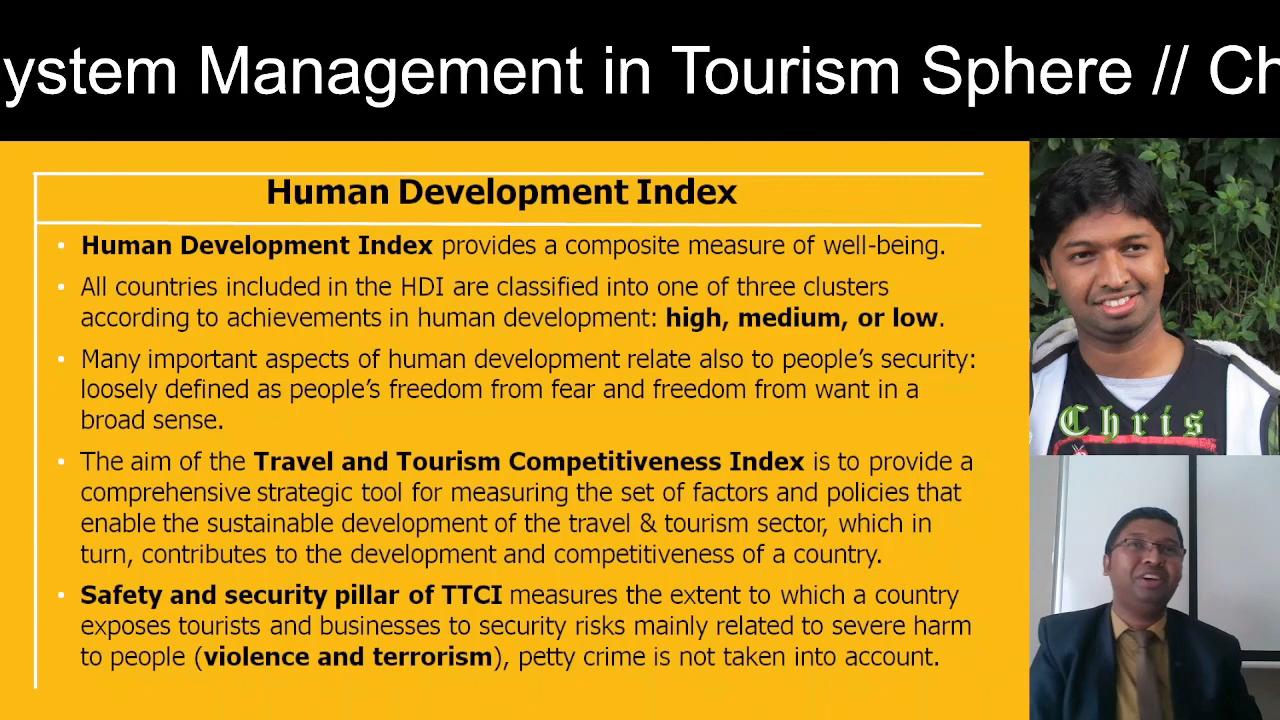 ystem Management in Tourism Sphere // Ch
Human Development Index
• Human Development Index provides a composite measure of well-being.
• All countries included in the HDI are classified into one of three clusters
according to achievements in human development: high, medium, or low.
• Many important aspects of human development relate also to people’s security:
loosely defined as people’s freedom from fear and freedom from want in a
broad sense.
• The aim of the Travel and Tourism Competitiveness Index is to provide a
comprehensive strategic tool for measuring the set of factors and policies that
enable the sustainable development of the travel & tourism sector, which in
turn, contributes to the development and competitiveness of a country.
• Safety and security pillar of TTCI measures the extent to which a country
exposes tourists and businesses to security risks mainly related to severe harm
to people (violence and terrorism), petty crime is not taken into account.
Chris